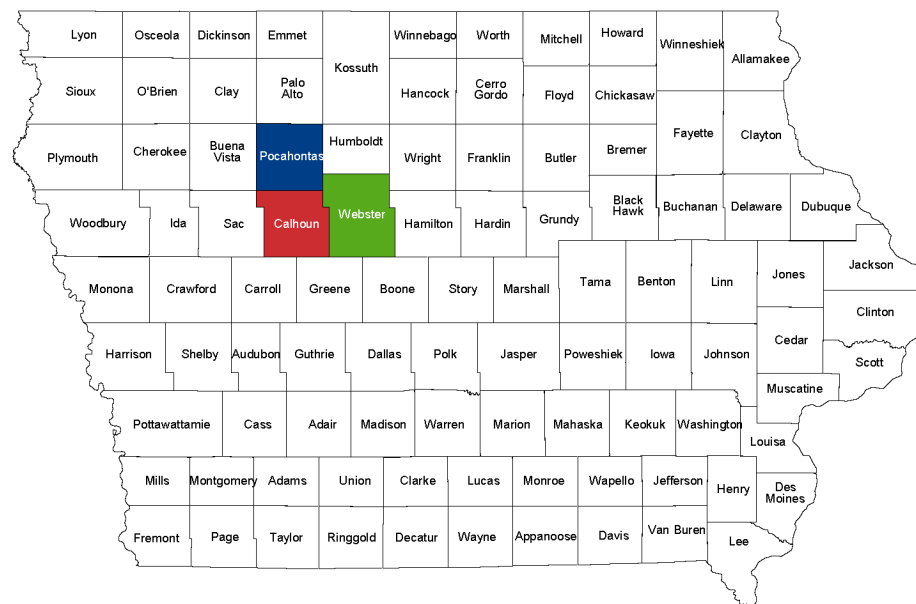 Lyon
Osceola
Dickinson
Emmet
Kossuth
Winnebago
Worth
Mitchell
Howard
Winneshiek
Allamakee
Sioux
O'Brien
Clay
Palo
Alto
Hancock
Cerro
Gordo
Floyd
Chickasaw
Fayette
Clayton
Plymouth
Cherokee
Buena
Vista
Pocahontas
Humboldt
Wright
Franklin
Butler
Bremer
Woodbury
Ida
Sac
Calhoun
Webster
Hamilton
Hardin
Grundy
Black
Hawk
Buchanan
Delaware
Dubuque
Monona
Crawford
Carroll
Greene
Boone
Story
Marshall
Tama
Benton
Linn
Jones
Jackson
Clinton
Harrison
Shelby
Audubon
Guthrie
Dallas
Polk
Jasper
Poweshiek
Iowa
Johnson
Cedar
Scott
Muscatine
Pottawattamie
Cass
Adair
Madison
Warren
Marion
Mahaska
Keokuk
Washington
Louisa
Mills
Montgomery
Adams
Union
Clarke
Lucas
Monroe
Wapello
Jefferson
Henry
Des
Moines
Fremont
Page
Taylor
Ringgold
Decatur
Wayne
Appanoose
Davis
Van Buren
Lee